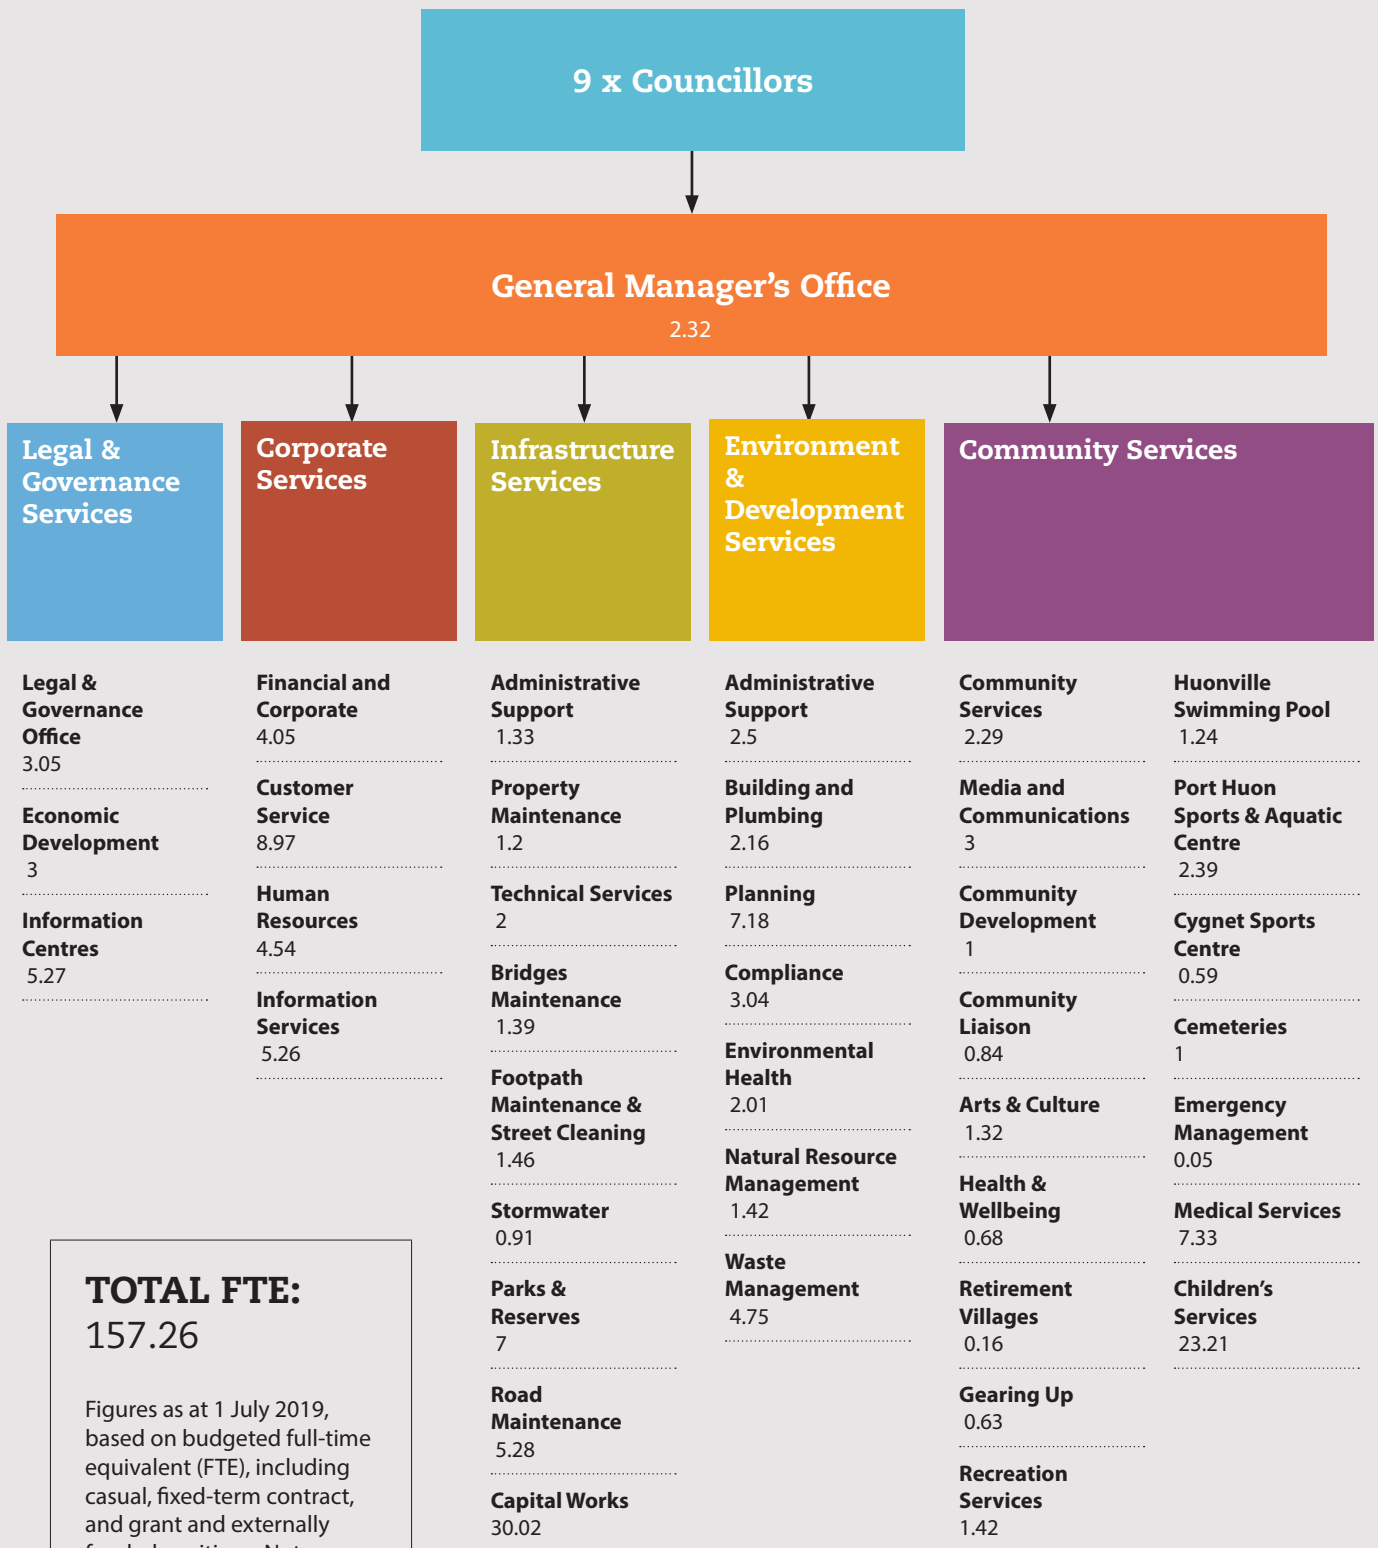 9 x Councillors
General Manager’s Office
2.32
Legal &
Governance
Services
Corporate
Services
Infrastructure
Services
Environment
&
Development
Services
Community Services
Legal &
Governance
Office
3.05
Economic
Development
3
Information
Centres
5.27
Financial and
Corporate
4.05
Customer
Service
8.97
Human
Resources
4.54
Information
Services
5.26
Administrative
Support
1.33
Property
Maintenance
1.2
Technical Services
2
Bridges
Maintenance
1.39
Footpath
Maintenance &
Street Cleaning
1.46
Stormwater
0.91
Parks &
Reserves
7
Road
Maintenance
5.28
Capital Works
30.02
Administrative
Support
2.5
Building and
Plumbing
2.16
Planning
7.18
Compliance
3.04
Environmental
Health
2.01
Natural Resource
Management
1.42
Waste
Management
4.75
Community
Services
2.29
Media and
Communications
3
Community
Development
1
Community
Liaison
0.84
Arts & Culture
1.32
Health &
Wellbeing
0.68
Retirement
Villages
0.16
Gearing Up
0.63
Recreation
Services
1.42
Huonville
Swimming Pool
1.24
Port Huon
Sports & Aquatic
Centre
2.39
Cygnet Sports
Centre
0.59
Cemeteries
1
Emergency
Management
0.05
Medical Services
7.33
Children’s
Services
23.21
TOTAL FTE:
157.26
Figures as at 1 July 2019,
based on budgeted full-time
equivalent (FTE), including
casual, fixed-term contract,
and grant and externally